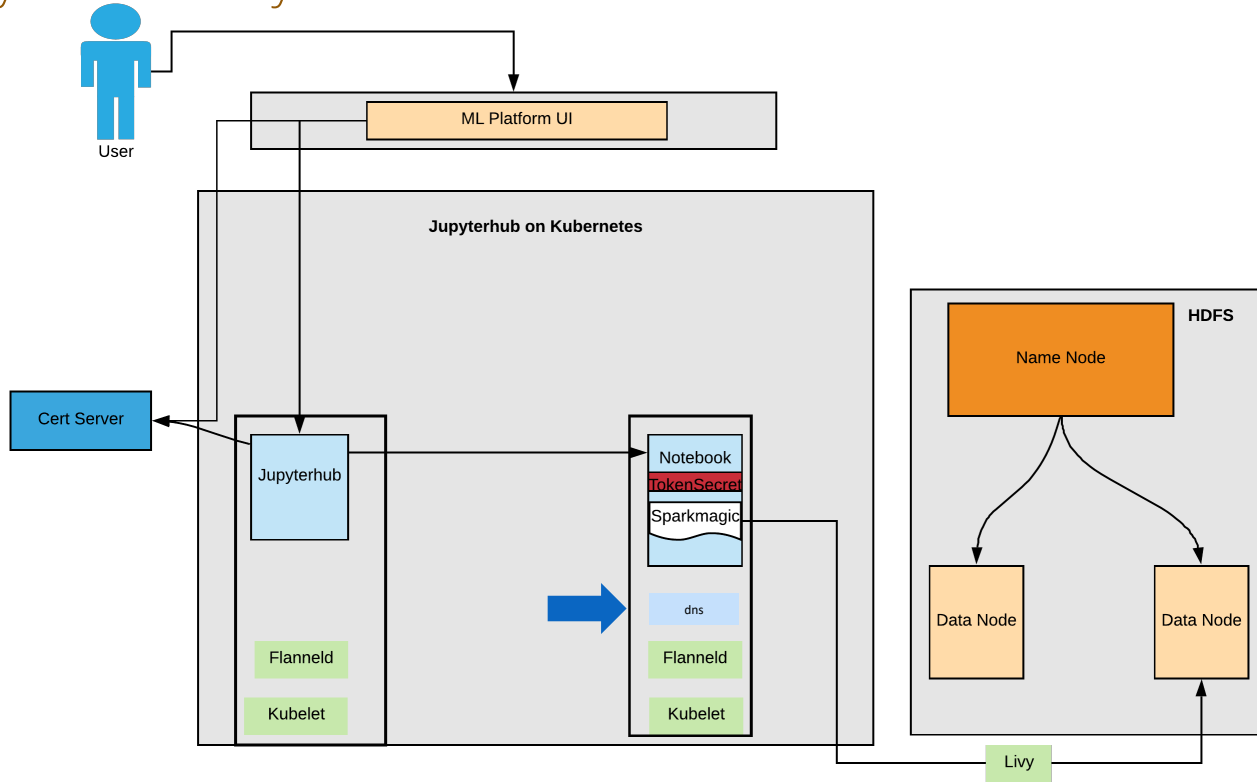 ML Platform UI
User
Jupyterhub on Kubernetes
HDFS
Name Node
Cert Server
Jupyterhub
Notebook
TokenSecret
Sparkmagic
dns
Data Node
Data Node
Flanneld
Flanneld
Kubelet
Kubelet
Livy